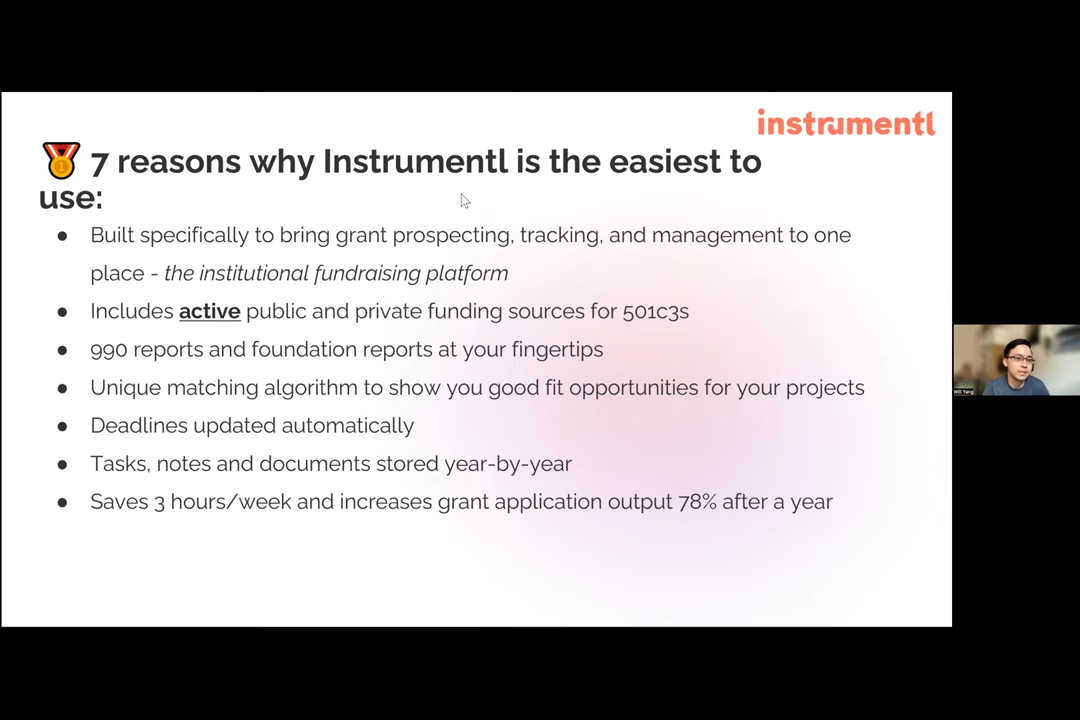 instrumentl
7 reasons why Instrumentl is the easiest to
use:
● Built specifically to bring grant prospecting, tracking, and management to one
place - the institutional fundraising platform
● Includes active public and private funding sources for 501c3s
● 990 reports and foundation reports at your fingertips
● Unique matching algorithm to show you good fit opportunities for your projects
● Deadlines updated automatically
● Tasks, notes and documents stored year-by-year
● Saves 3 hours/week and increases grant application output 78% after a year
Will Yang